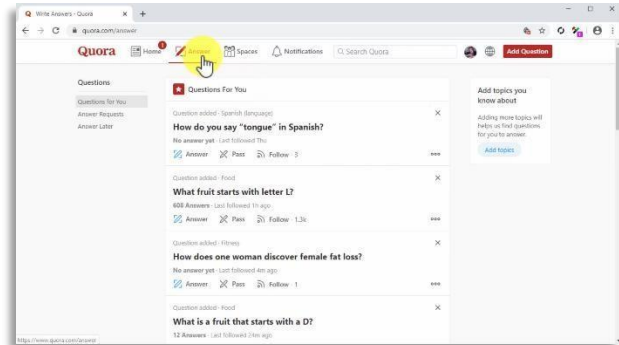 Write Answers - Quora
quora.com/answer
Quora
Home
Answer
Spaces
Notifications
Search Quora
Add Question
Questions
Questions for You
Answer Requests
Answer Later
Questions For You
Question added · Spanish (language)
How do you say "tongue" in Spanish?
No answer yet · Last followed Thu
Answer Pass Follow · 3
Question added · Food
What fruit starts with letter L?
608 Answers · Last followed 1h ago
Answer Pass Follow · 1.3k
Question added · Fitness
How does one woman discover female fat loss?
No answer yet · Last followed 4m ago
Answer Pass Follow · 1
Question added · Food
What is a fruit that starts with a D?
12 Answers · Last followed 24m ago
Add topics you
know about
Adding more topics will
helps us find questions
for you to answer.
Add topics
https://www.quora.com/answer